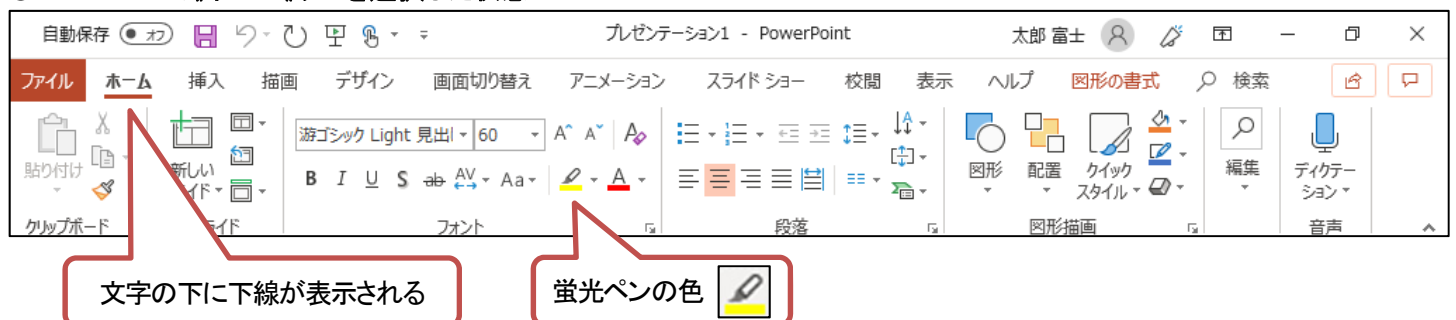 自動保存 オフ プレゼンテーション1 - PowerPoint 太郎 富士
ファイル ホーム 挿入 描画 デザイン 画面切り替え アニメーション スライド ショー 校閲 表示 ヘルプ 図形の書式 検索 
游ゴシック Light 見出 60 A^ A˅ A
貼り付け 新しい 図形 配置 クイック スタイル 編集 ディクテー ション
B I U S ab AV Aa A
クリップボード フォント 段落 図形描画 音声
文字の下に下線が表示される 蛍光ペンの色